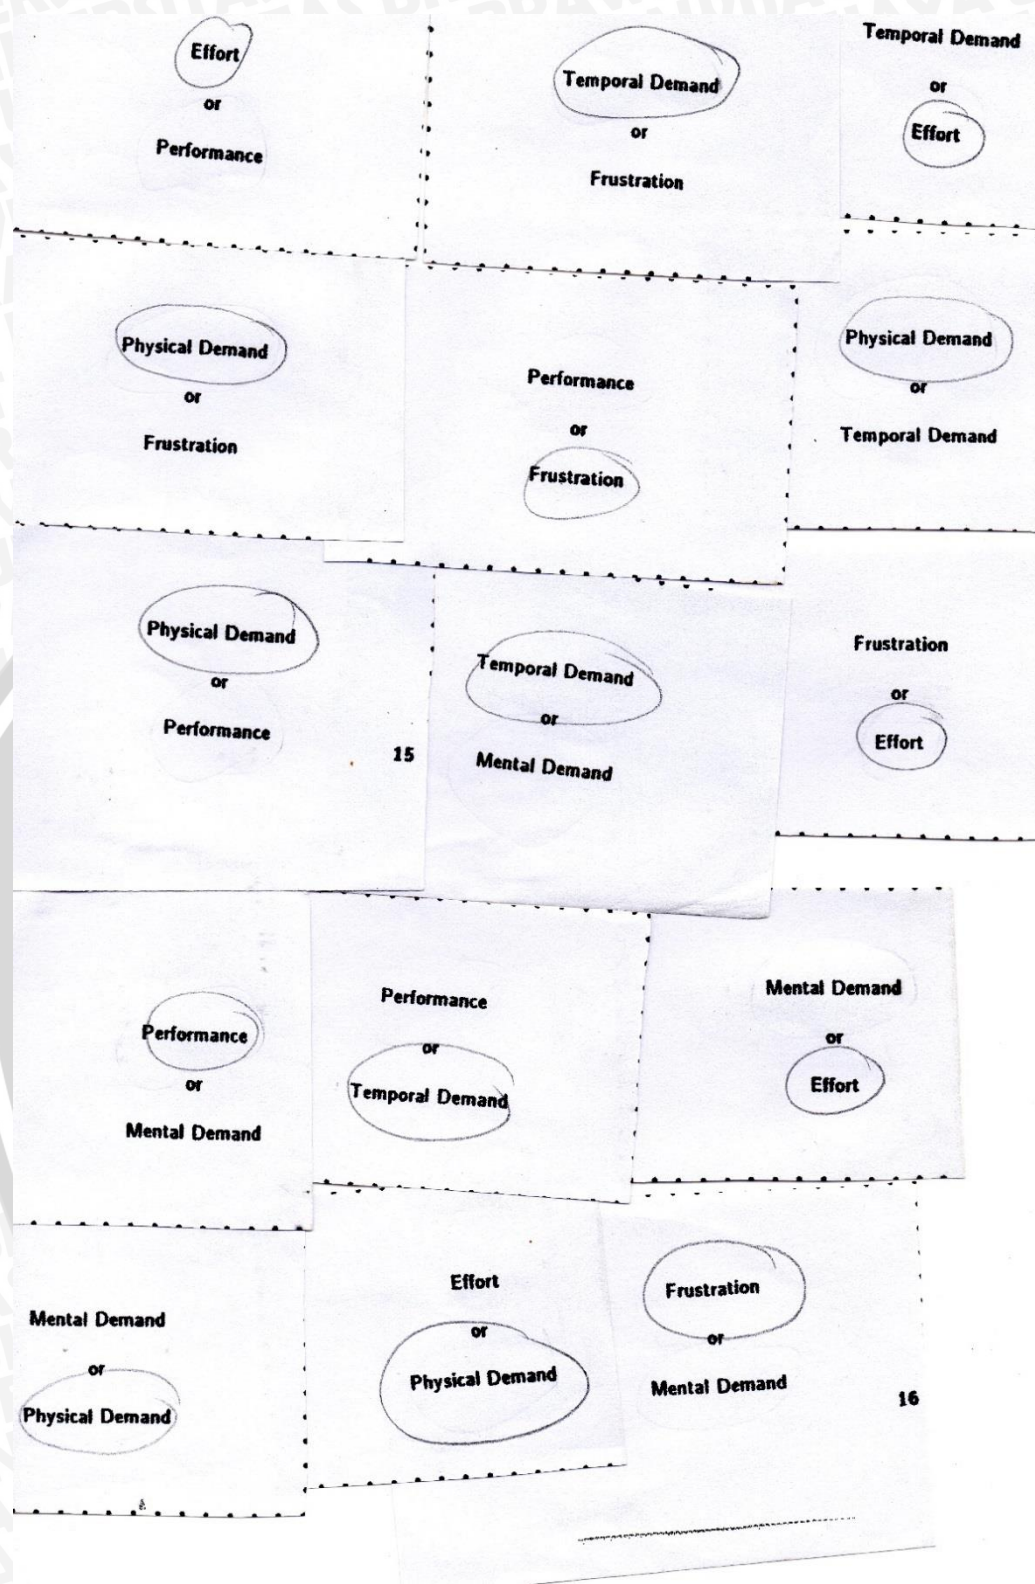 Effort
or
Performance
Temporal Demand
or
Frustration
Temporal Demand
or
Effort
Physical Demand
or
Frustration
Performance
or
Frustration
Physical Demand
or
Temporal Demand
Physical Demand
or
Performance
15
Temporal Demand
or
Mental Demand
Frustration
or
Effort
Performance
or
Mental Demand
Performance
or
Temporal Demand
Mental Demand
or
Effort
Mental Demand
or
Physical Demand
Effort
or
Physical Demand
Frustration
or
Mental Demand
16